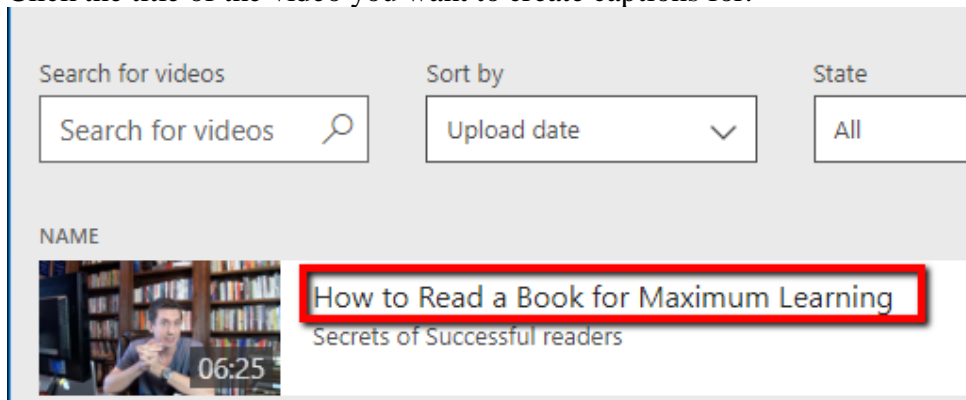 Click the title of the video you want to create captions for.
Search for videos
Sort by
State
Search for videos
Upload date
All
NAME
How to Read a Book for Maximum Learning
Secrets of Successful readers
06:25